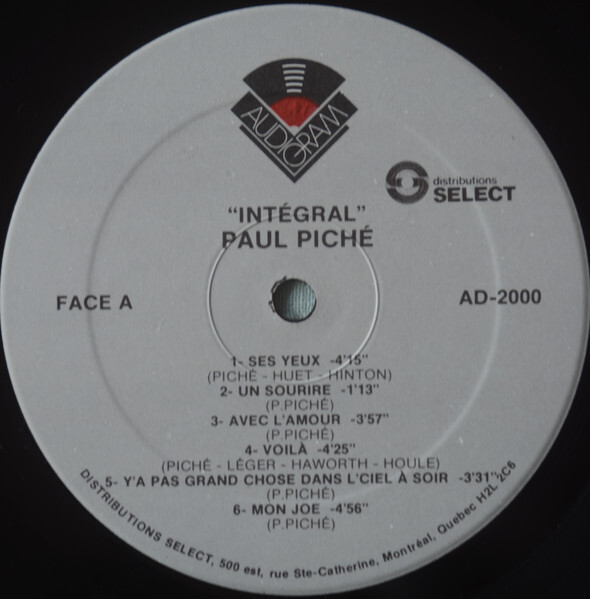 AUDIOGRAM
distributions
SELECT
"INTÉGRAL"
PAUL PICHÉ
FACE A
AD-2000
1- SES YEUX -4'15"
(PICHÉ - HUET - HINTON)
2- UN SOURIRE -1'13"
(P.PICHÉ)
3- AVEC L'AMOUR -3'57"
(P.PICHÉ)
4- VOILÀ -4'25"
(PICHÉ - LÉGER - HAWORTH - HOULE)
5- Y'A PAS GRAND CHOSE DANS L'CIEL À SOIR -3'31"
(P.PICHÉ)
6- MON JOE -4'56"
(P.PICHÉ)
DISTRIBUTIONS SELECT, 500 est, rue Ste-Catherine, Montréal, Quebec H2L 2C6